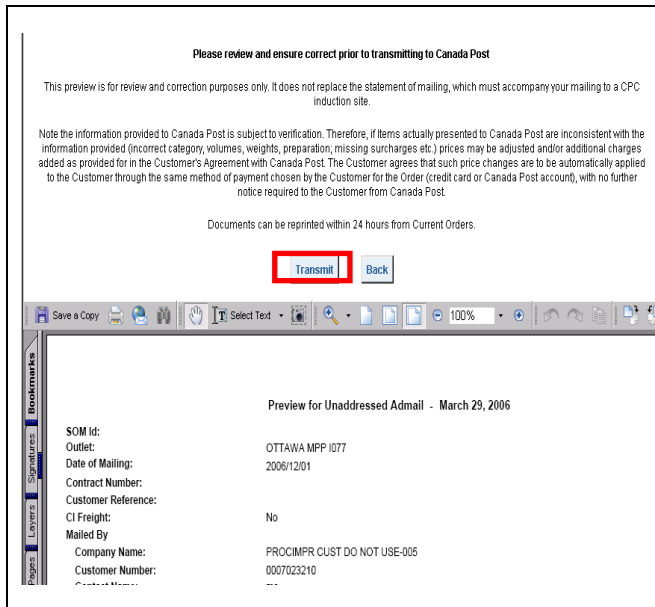 Please review and ensure correct prior to transmitting to Canada Post
This preview is for review and correction purposes only. It does not replace the statement of mailing, which must accompany your mailing to a CPC
induction site.
Note the information provided to Canada Post is subject to verification. Therefore, if Items actually presented to Canada Post are inconsistent with the
information provided (incorrect category, volumes, weights, preparation; missing surcharges etc.) prices may be adjusted and/or additional charges
added as provided for in the Customer's Agreement with Canada Post. The Customer agrees that such price changes are to be automatically applied
to the Customer through the same method of payment chosen by the Customer for the Order (credit card or Canada Post account), with no further
notice required to the Customer from Canada Post.
Documents can be reprinted within 24 hours from Current Orders.
Transmit Back
Save a Copy Select Text 100%
Bookmarks
Signatures
Layers
Pages
Preview for Unaddressed Admail - March 29, 2006
SOM Id:
Outlet: OTTAWA MPP I077
Date of Mailing: 2006/12/01
Contract Number:
Customer Reference:
CI Freight: No
Mailed By
Company Name: PROCIMPR CUST DO NOT USE-005
Customer Number: 0007023210